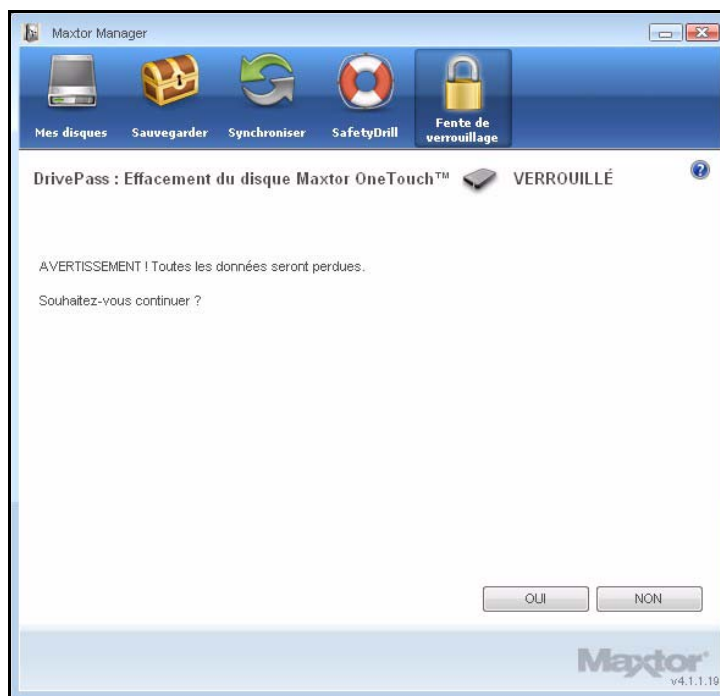 Maxtor Manager
Mes disques
Sauvegarder
Synchroniser
SafetyDrill
Fente de
verrouillage
DrivePass : Effacement du disque Maxtor OneTouch™ VERROUILLÉ
?
AVERTISSEMENT ! Toutes les données seront perdues.
Souhaitez-vous continuer ?
OUI
NON
Maxtor
v4.1.1.19